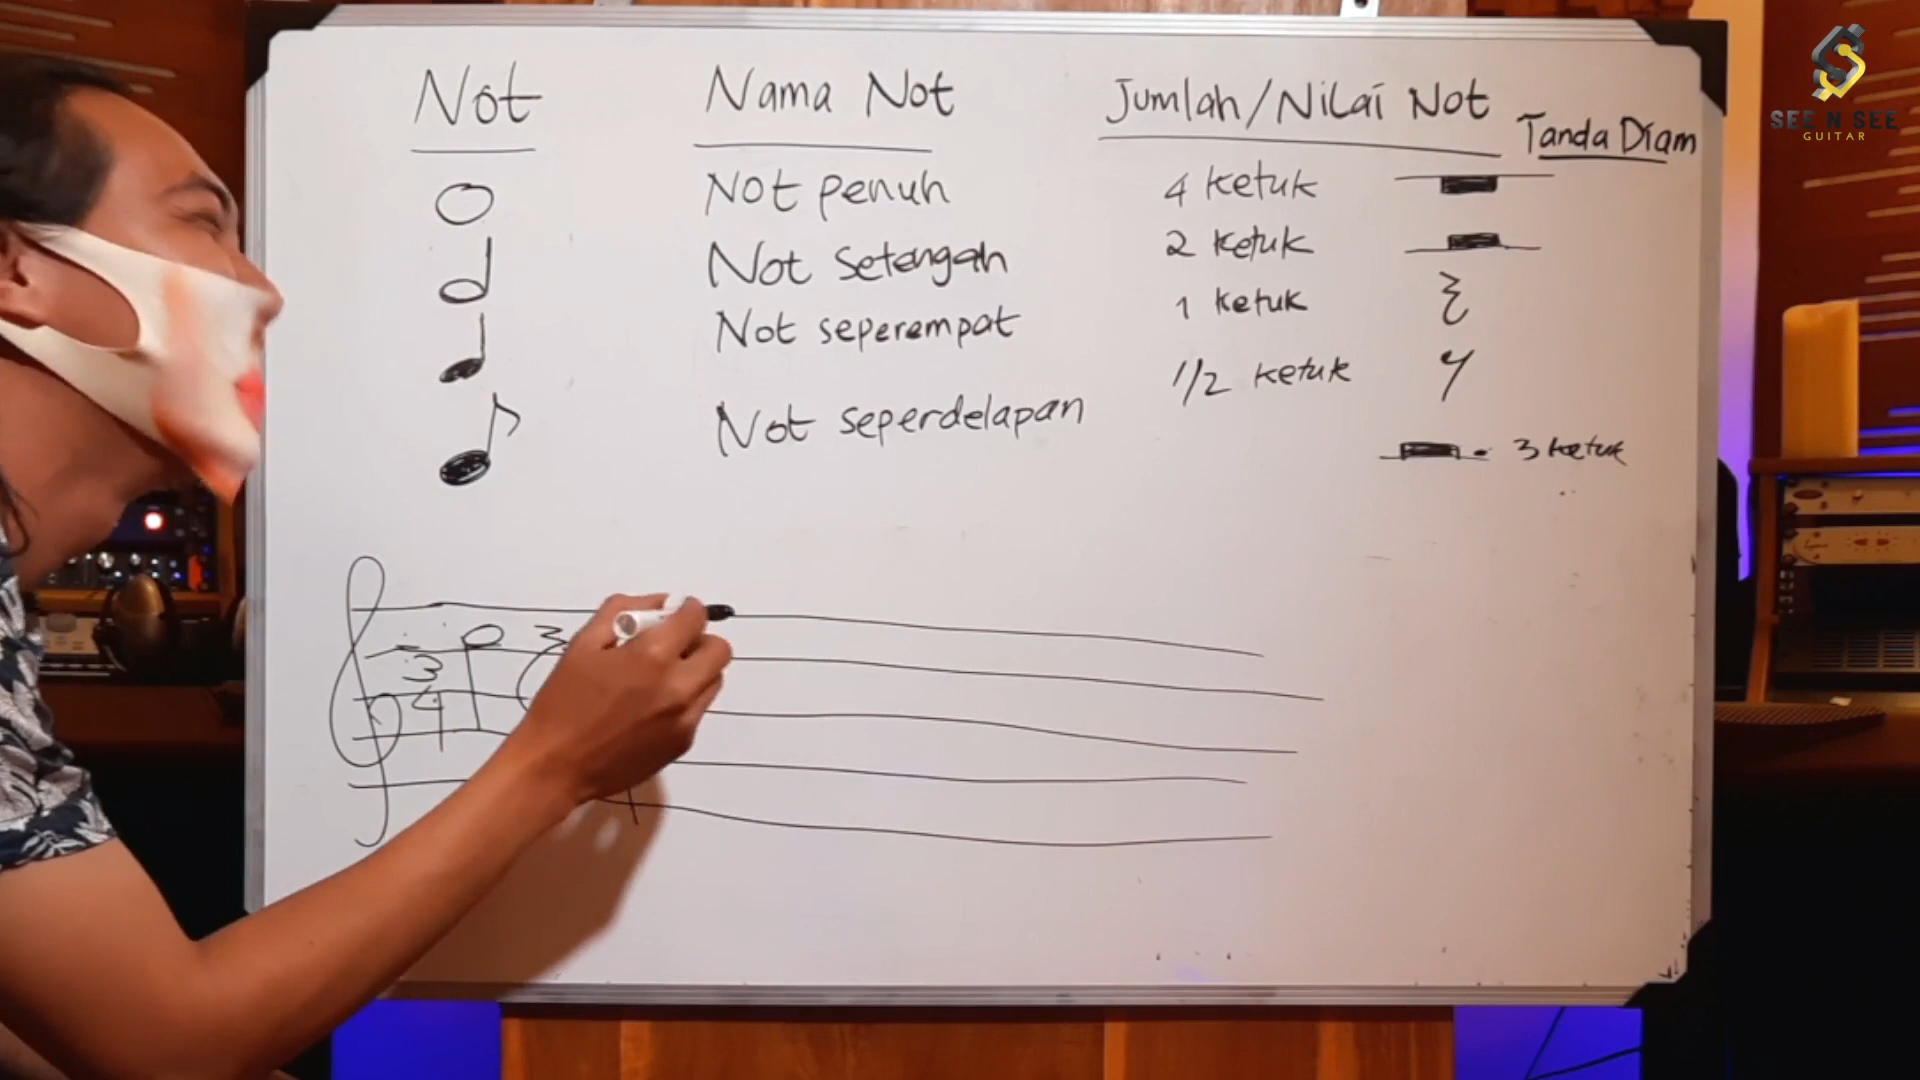 Not Nama Not Jumlah/Nilai Not Tanda Diam
Not penuh 4 ketuk
Not setengah 2 ketuk
Not seperempat 1 ketuk
Not seperdelapan 1/2 ketuk
3 ketuk
3
4
SEE N SEE
GUITAR